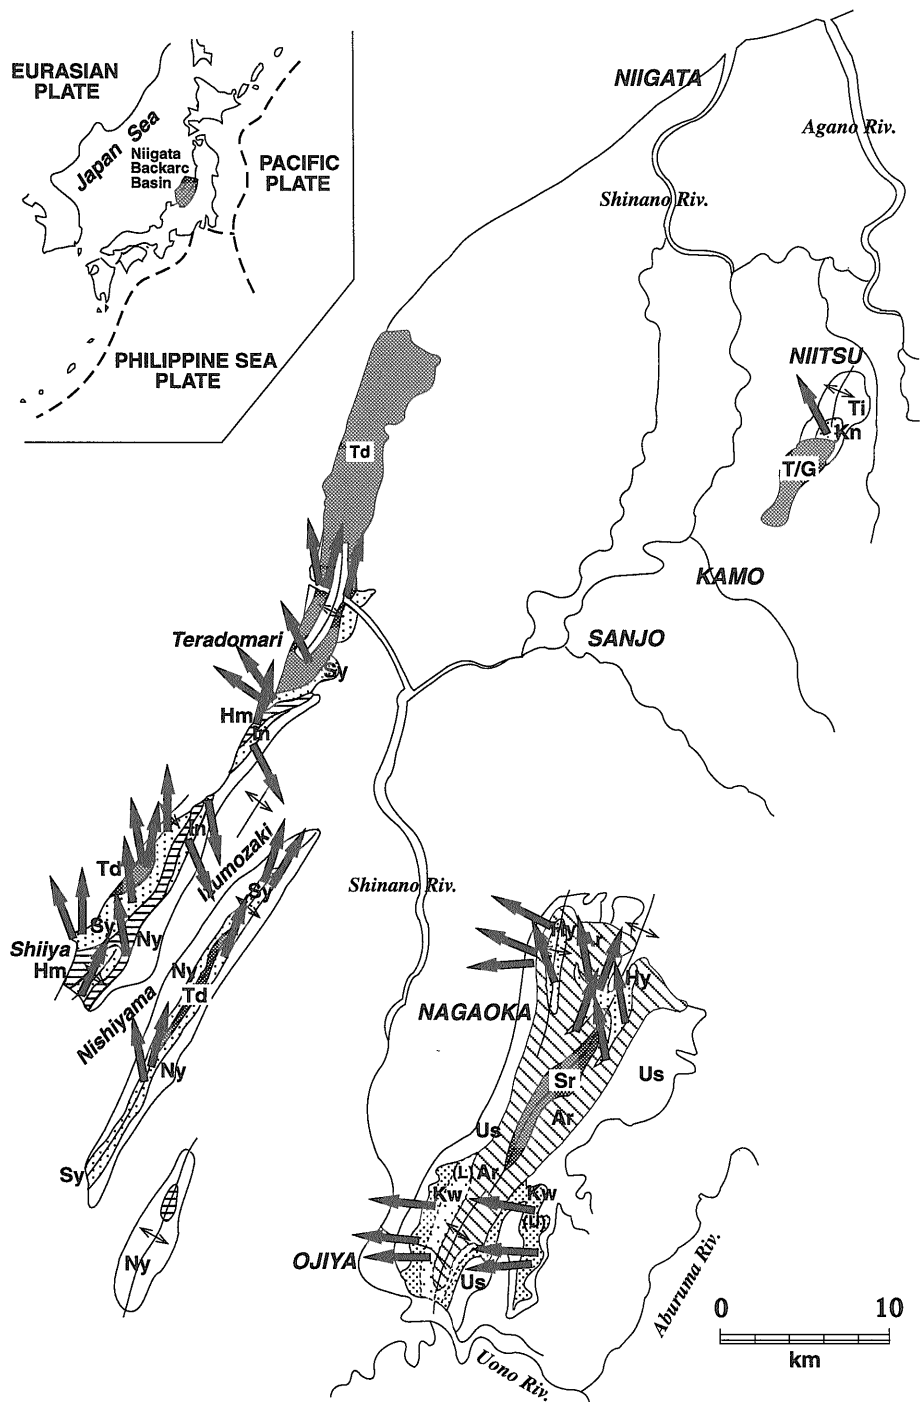 EURASIAN
PLATE
Japan Sea
Niigata
Backarc
Basin
PACIFIC
PLATE
PHILIPPINE SEA
PLATE
NIIGATA
Agano Riv.
Shinano Riv.
NIITSU
Ti
Kn
T/G
Td
KAMO
SANJO
Teradomari
Sy
Hm
In
In
Izumozaki
Td
Sy
Sy
Shiiya
Hm
Ny
Ny
Td
Nishiyama
Ny
Sy
Ny
Shinano Riv.
Hy
Ar
Hy
NAGAOKA
Us
Sr
Ar
Us
(L)
Ar
Kw
Kw
(U)
OJIYA
Us
Aburuma Riv.
Uono Riv.
0 10
km